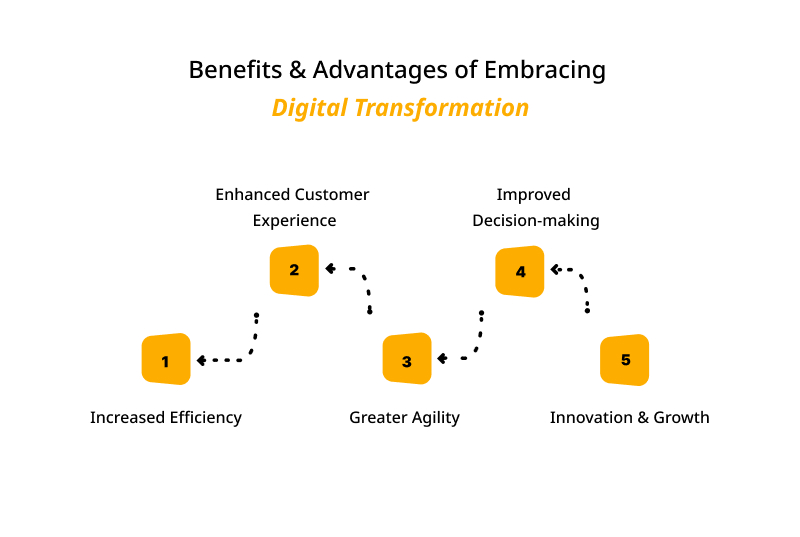 Benefits & Advantages of Embracing
Digital Transformation
Enhanced Customer
Experience
Improved
Decision-making
2
4
1
3
5
Increased Efficiency
Greater Agility
Innovation & Growth